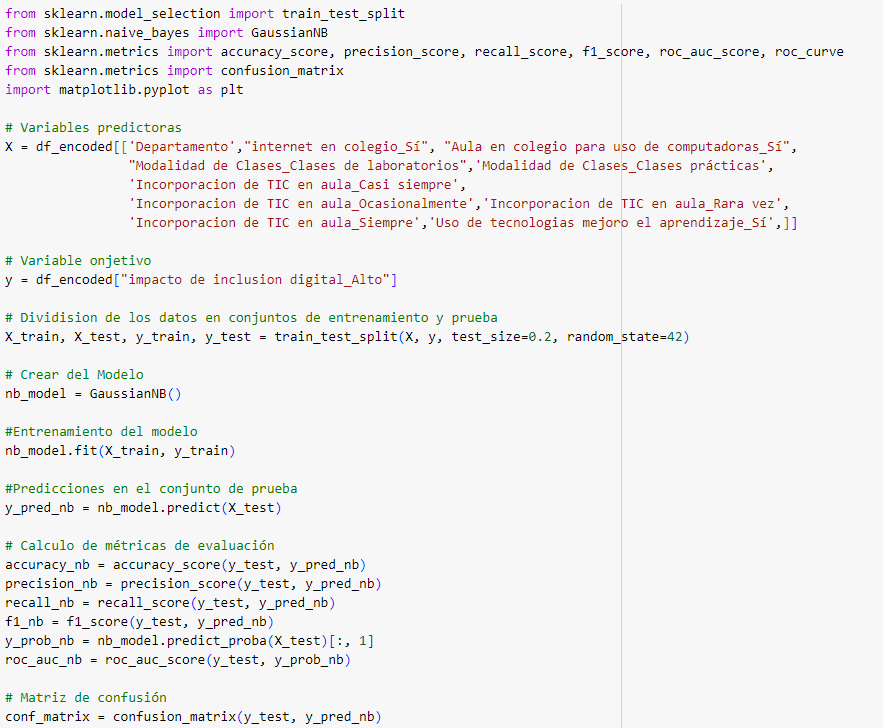 from sklearn.model_selection import train_test_split
from sklearn.naive_bayes import GaussianNB
from sklearn.metrics import accuracy_score, precision_score, recall_score, f1_score, roc_auc_score, roc_curve
from sklearn.metrics import confusion_matrix
import matplotlib.pyplot as plt
# Variables predictoras
X = df_encoded[['Departamento',"internet en colegio_Sí", "Aula en colegio para uso de computadoras_Sí",
"Modalidad de Clases_Clases de laboratorios",'Modalidad de Clases_Clases prácticas',
'Incorporacion de TIC en aula_Casi siempre',
'Incorporacion de TIC en aula_Ocasionalmente','Incorporacion de TIC en aula_Rara vez',
'Incorporacion de TIC en aula_Siempre','Uso de tecnologias mejoro el aprendizaje_Sí',]]
# Variable onjetivo
y = df_encoded["impacto de inclusion digital_Alto"]
# Dividision de los datos en conjuntos de entrenamiento y prueba
X_train, X_test, y_train, y_test = train_test_split(X, y, test_size=0.2, random_state=42)
# Crear del Modelo
nb_model = GaussianNB()
#Entrenamiento del modelo
nb_model.fit(X_train, y_train)
#Predicciones en el conjunto de prueba
y_pred_nb = nb_model.predict(X_test)
# Calculo de métricas de evaluación
accuracy_nb = accuracy_score(y_test, y_pred_nb)
precision_nb = precision_score(y_test, y_pred_nb)
recall_nb = recall_score(y_test, y_pred_nb)
f1_nb = f1_score(y_test, y_pred_nb)
y_prob_nb = nb_model.predict_proba(X_test)[:, 1]
roc_auc_nb = roc_auc_score(y_test, y_prob_nb)
# Matriz de confusión
conf_matrix = confusion_matrix(y_test, y_pred_nb)